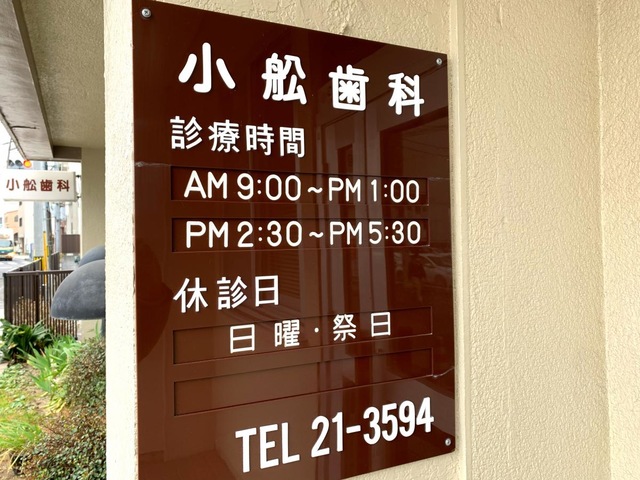 小舩歯科
診療時間
AM 9:00～PM 1:00
PM 2:30～PM 5:30
休診日
日曜・祭日
TEL 21-3594
小舩歯科